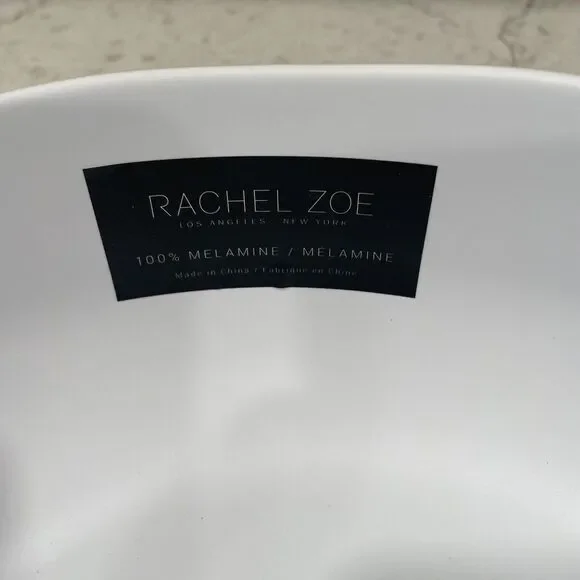 RACHEL ZOE
LOS ANGELES NEW YORK
100% MELAMINE / MÉLAMINE
Made in China / Fabriqué en Chine